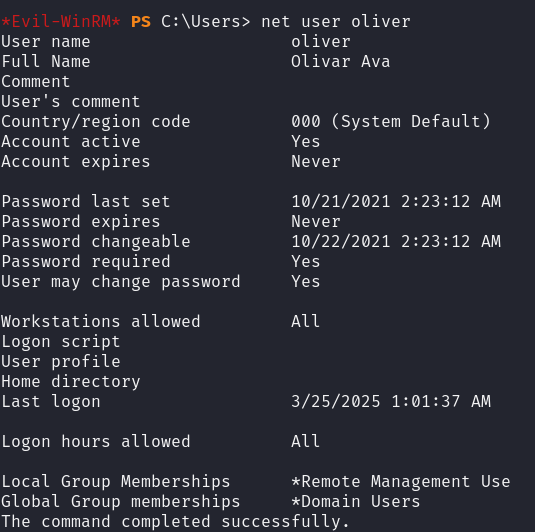 *Evil-WinRM* PS C:\Users> net user oliver
User name                    oliver
Full Name                    Olivar Ava
Comment
User's comment
Country/region code          000 (System Default)
Account active               Yes
Account expires              Never

Password last set            10/21/2021 2:23:12 AM
Password expires             Never
Password changeable          10/22/2021 2:23:12 AM
Password required            Yes
User may change password     Yes

Workstations allowed         All
Logon script
User profile
Home directory
Last logon                   3/25/2025 1:01:37 AM

Logon hours allowed          All

Local Group Memberships      *Remote Management Use
Global Group memberships     *Domain Users
The command completed successfully.